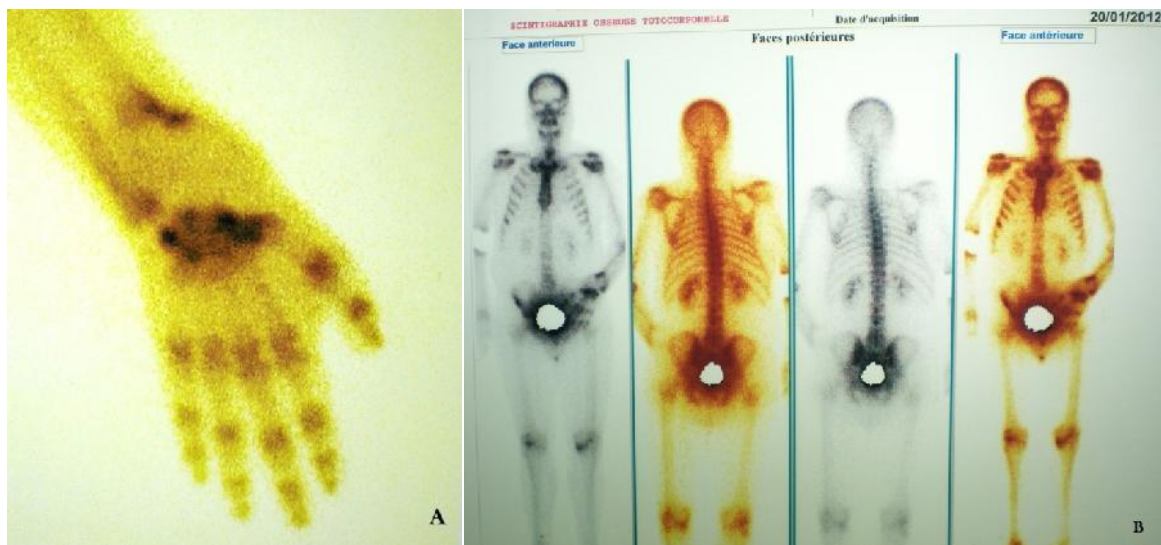 SCINTIGRAPHIE OSSEUSE TOTOCORPORELLE
Date d'acquisition
20/01/2012
Face antérieure
Faces postérieures
Face antérieure
A
B